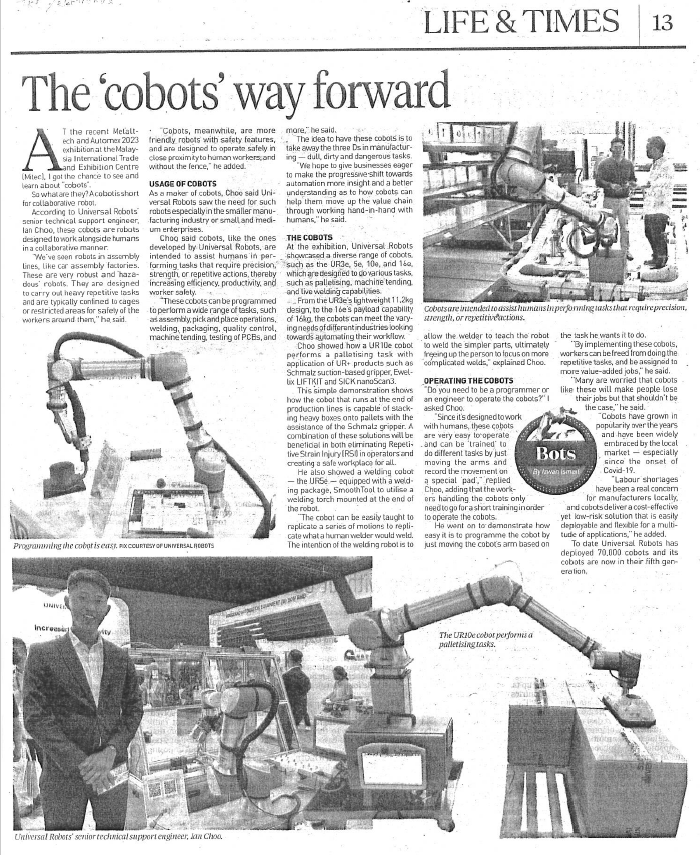 LIFE & TIMES
13
The 'cobots' way forward
AT the recent Metalt-
ech and Automex 2023
exhibition at the Malay-
sia International Trade
and Exhibition Centre
(Mitec), I got the chance to see and
learn about "cobots".
So what are they? A cobot is short
for collaborative robot.
According to Universal Robots'
senior technical support engineer,
Ian Choo, these cobots are robots
designed to work alongside humans
in a collaborative manner.
"We've seen robots in assembly
lines, like car assembly factories.
These are very robust and haza-
dous robots. They are designed
to carry out heavy repetitive tasks
and are typically confined to cages
or restricted areas for safety of the
workers around them," he said.
"Cobots, meanwhile, are more
friendly robots with safety features,
and are designed to operate safely in
close proximity to human workers, and
without the fence," he added.
USAGE OF COBOTS
As a maker of cobots, Choo said Uni-
versal Robots saw the need for such
robots especially in the smaller manu-
facturing industry or small and medi-
um enterprises.
Choo said cobots, like the ones
developed by Universal Robots, are
intended to assist humans in per-
forming tasks that require precision,
strength, or repetitive actions, thereby
increasing efficiency, productivity, and
worker safety.
"These cobots can be programmed
to perform a wide range of tasks, such
as assembly, pick and place operations,
welding, packaging, quality control,
machine tending, testing of PCBs, and
more," he said.
The idea to have these cobots is to
take away the three Ds in manufactur-
ing — dull, dirty and dangerous tasks.
"We hope to give businesses eager
to make the progressive shift towards
automation more insight and a better
understanding as to how cobots can
help them move up the value chain
through working hand-in-hand with
humans," he said.
THE COBOTS
At the exhibition, Universal Robots
showcased a diverse range of cobots,
such as the UR3e, 5e, 10e, and 16e,
which are designed to do various tasks,
such as palletising, machine tending,
and live welding capabilities.
From the UR3e's lightweight 11.2kg
design, to the 16e's payload capability
of 16kg, the cobots can meet the vary-
ing needs of different industries looking
towards automating their workflow.
Choo showed how a UR10e cobot
performs a palletising task with
application of UR+ products such as
Schmalz suction-based gripper, Ewel-
lix LIFTKIT and SICK nanoScan3.
This simple demonstration shows
how the cobot that runs at the end of
production lines is capable of stack-
ing heavy boxes onto pallets with the
assistance of the Schmalz gripper. A
combination of these solutions will be
beneficial in both eliminating Repeti-
tive Strain Injury (RSI) in operators and
creating a safe workplace for all.
He also showed a welding cobot
— the UR5e — equipped with a weld-
ing package, SmoothTool to utilise a
welding torch mounted at the end of
the robot.
"The cobot can be easily taught to
replicate a series of motions to repli-
cate what a human welder would weld.
The intention of the welding robot is to
Cobots are intended to assist humans in performing tasks that require precision,
strength, or repetitive actions.
allow the welder to teach the robot
to weld the simpler parts, ultimately
freeing up the person to focus on more
complicated welds," explained Choo.
OPERATING THE COBOTS
"Do you need to be a programmer or
an engineer to operate the cobots?" I
asked Choo.
"Since it's designed to work
with humans, these cobots
are very easy to operate
and can be 'trained' to
do different tasks by just
moving the arms and
record the movement on
a special 'pad'," replied
Choo, adding that the work-
ers handling the cobots only
need to go for a short training in order
to operate the cobots.
He went on to demonstrate how
easy it is to programme the cobot by
just moving the cobot's arm based on
the task he wants it to do.
"By implementing these cobots,
workers can be freed from doing the
repetitive tasks, and be assigned to
more value-added jobs," he said.
"Many are worried that cobots
like these will make people lose
their jobs but that shouldn't be
the case," he said.
"Cobots have grown in
popularity over the years
and have been widely
embraced by the local
market — especially
since the onset of
Covid-19.
"Labour shortages
have been a real concern
for manufacturers locally,
and cobots deliver a cost-effective
yet low-risk solution that is easily
deployable and flexible for a multi-
tude of applications," he added.
To date Universal Robots has
deployed 70,000 cobots and its
cobots are now in their fifth gen-
eration.
Bots
By Izwan Ismail
Programming the cobot is easy. PIX COURTESY OF UNIVERSAL ROBOTS
The UR10e cobot performs a
palletising tasks.
Universal Robots' senior technical support engineer, Ian Choo.